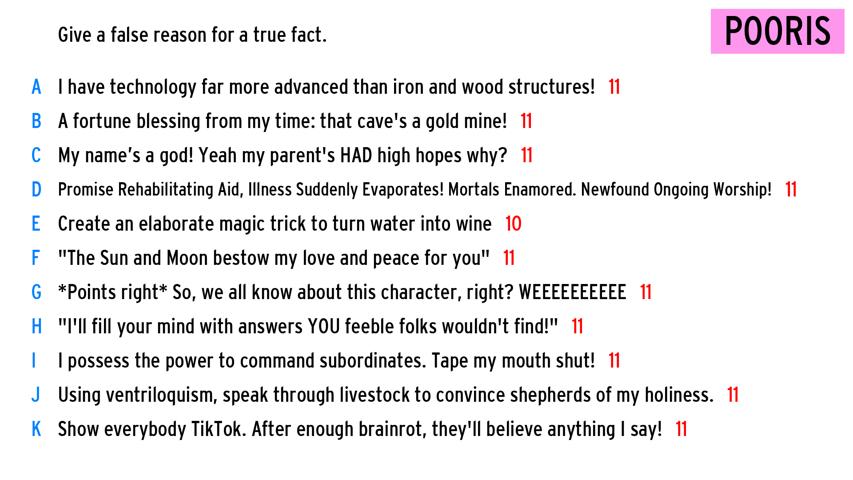 Give a false reason for a true fact.
POORIS
A I have technology far more advanced than iron and wood structures! 11
B A fortune blessing from my time: that cave's a gold mine! 11
C My name’s a god! Yeah my parent's HAD high hopes why? 11
D Promise Rehabilitating Aid, Illness Suddenly Evaporates! Mortals Enamored. Newfound Ongoing Worship! 11
E Create an elaborate magic trick to turn water into wine 10
F "The Sun and Moon bestow my love and peace for you" 11
G *Points right* So, we all know about this character, right? WEEEEEEEEEE 11
H "I'll fill your mind with answers YOU feeble folks wouldn't find!" 11
I I possess the power to command subordinates. Tape my mouth shut! 11
J Using ventriloquism, speak through livestock to convince shepherds of my holiness. 11
K Show everybody TikTok. After enough brainrot, they'll believe anything I say! 11